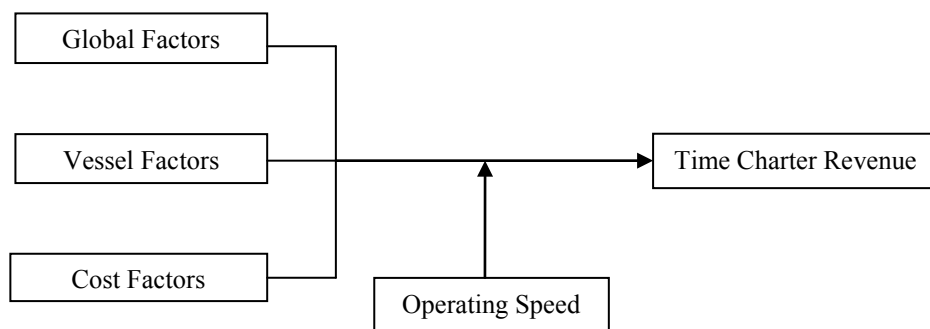 Global Factors
Vessel Factors
Time Charter Revenue
Cost Factors
Operating Speed